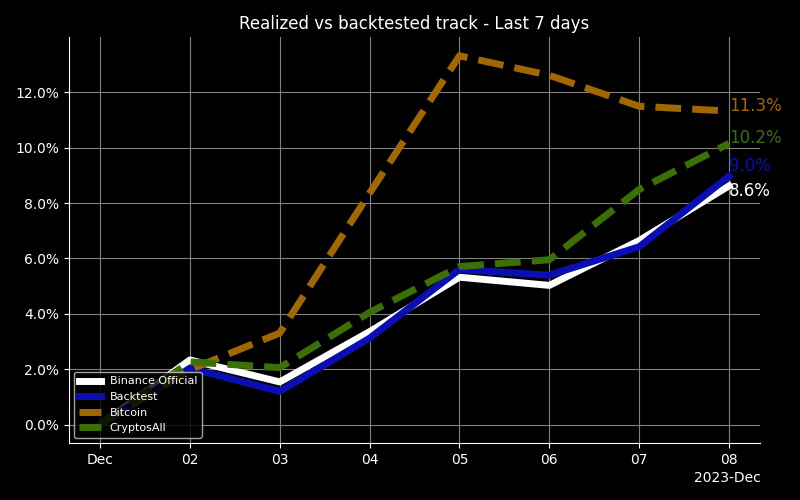 Realized vs backtested track - Last 7 days
12.0%
10.0%
8.0%
6.0%
4.0%
2.0%
0.0%
11.3%
10.2%
9.0%
8.6%
Binance Official
Backtest
Bitcoin
CryptosAll
Dec 02 03 04 05 06 07 08
2023-Dec